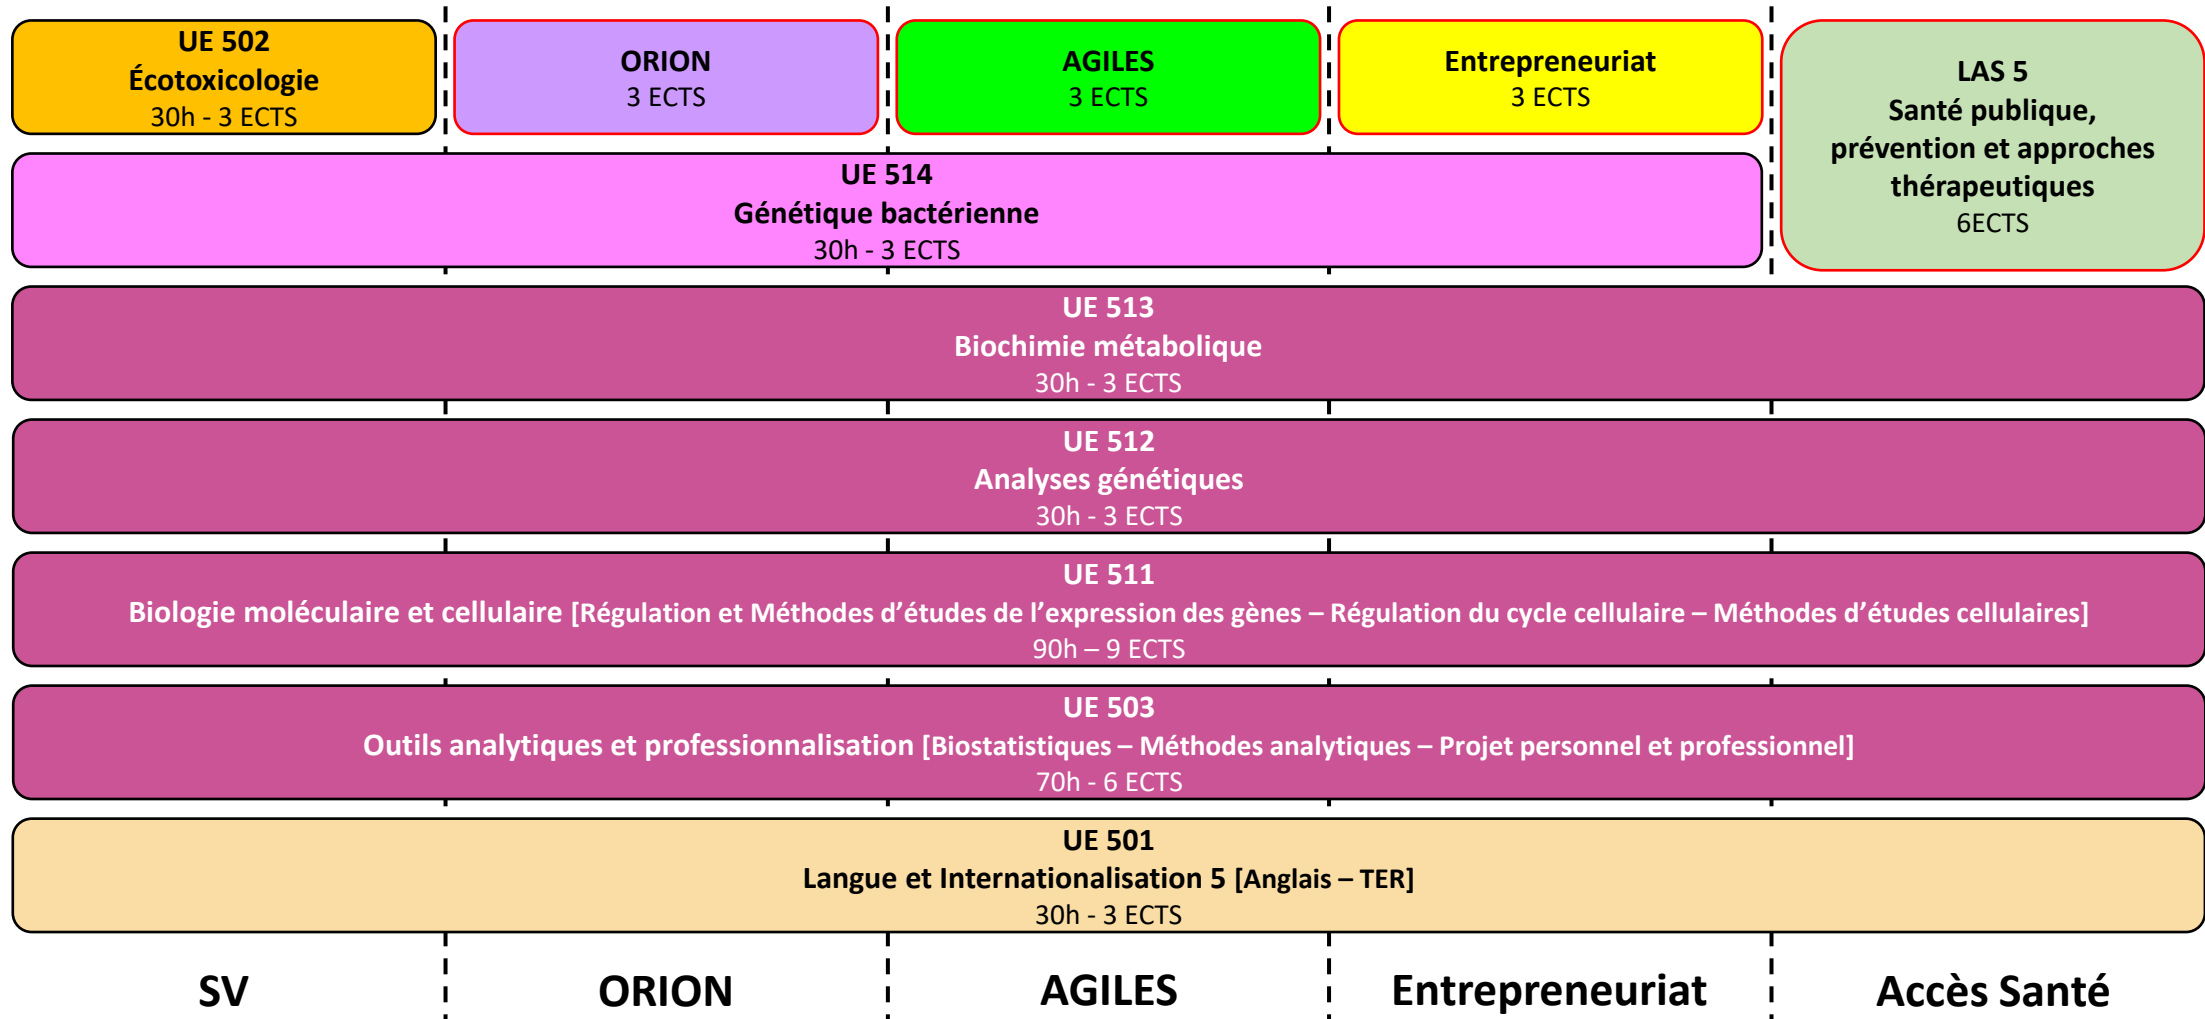 UE 502
Écotoxicologie
30h - 3 ECTS
ORION
3 ECTS
AGILES
3 ECTS
Entrepreneuriat
3 ECTS
LAS 5
Santé publique,
prévention et approches
thérapeutiques
6ECTS
UE 514
Génétique bactérienne
30h - 3 ECTS
UE 513
Biochimie métabolique
30h - 3 ECTS
UE 512
Analyses génétiques
30h - 3 ECTS
UE 511
Biologie moléculaire et cellulaire [Régulation et Méthodes d’études de l’expression des gènes – Régulation du cycle cellulaire – Méthodes d’études cellulaires]
90h – 9 ECTS
UE 503
Outils analytiques et professionnalisation [Biostatistiques – Méthodes analytiques – Projet personnel et professionnel]
70h - 6 ECTS
UE 501
Langue et Internationalisation 5 [Anglais – TER]
30h - 3 ECTS
SV
ORION
AGILES
Entrepreneuriat
Accès Santé